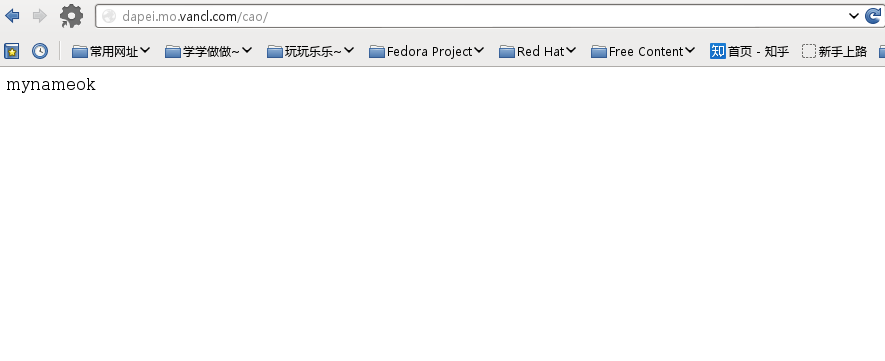 dapei.mo.vancl.com/cao/
常用网址 学学做做~ 玩玩乐乐~ Fedora Project Red Hat Free Content 知 首页 - 知乎 新手上路
mynameok